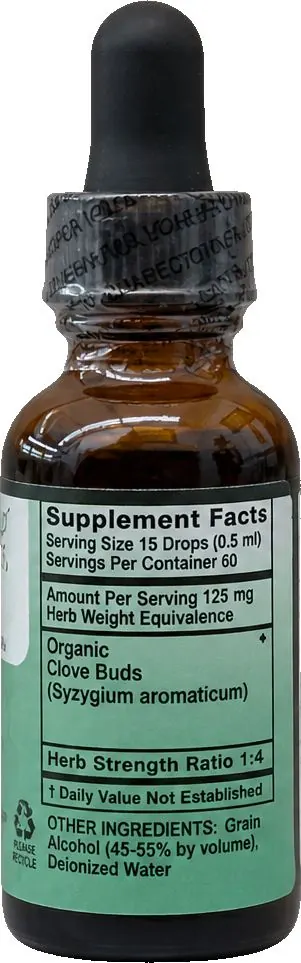 Supplement Facts
Serving Size 15 Drops (0.5 ml)
Servings Per Container 60
Amount Per Serving 125 mg
Herb Weight Equivalence
Organic
Clove Buds
(Syzygium aromaticum)
Herb Strength Ratio 1:4
† Daily Value Not Established
OTHER INGREDIENTS: Grain
Alcohol (45-55% by volume),
Deionized Water
PLEASE
RECYCLE